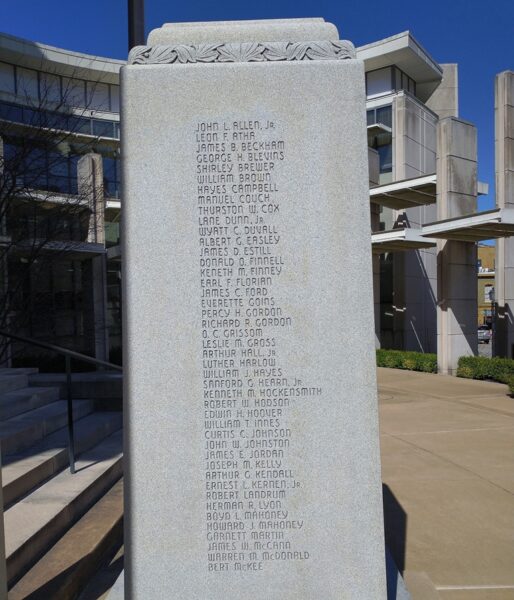 JOHN L. ALLEN, JR.
LEON F. ATHA
JAMES B. BECKHAM
GEORGE H. BLEVINS
SHIRLEY BREWER
WILLIAM BROWN
HAYES CAMPBELL
MANUEL COUCH
THURSTON W. COX
LANE DUNN, JR.
WYATT C. DUVALL
ALBERT G. EASLEY
JAMES D. ESTILL
DONALD O. FINNELL
KENETH M. FINNEY
EARL F. FLORIAN
JAMES C. FORD
EVERETTE GOINS
PERCY H. GORDON
RICHARD R. GORDON
O. C. GRISSOM
LESLIE M. GROSS
ARTHUR HALL, JR.
LUTHER HARLOW
WILLIAM J. HAYES
SANFORD G. HEARN, JR.
KENNETH M. HOCKENSMITH
ROBERT W. HODSON
EDWIN H. HOOVER
WILLIAM T. INNES
CURTIS C. JOHNSON
JOHN W. JOHNSTON
JAMES E. JORDAN
JOSEPH M. KELLY
ARTHUR G. KENDALL
ERNEST L. KERNEN, JR.
ROBERT LANDRUM
HERMAN R. LYON
BOYD L. MAHONEY
HOWARD J. MAHONEY
GARNETT MARTIN
JAMES W. McCANN
WARREN M. McDONALD
BERT McKEE